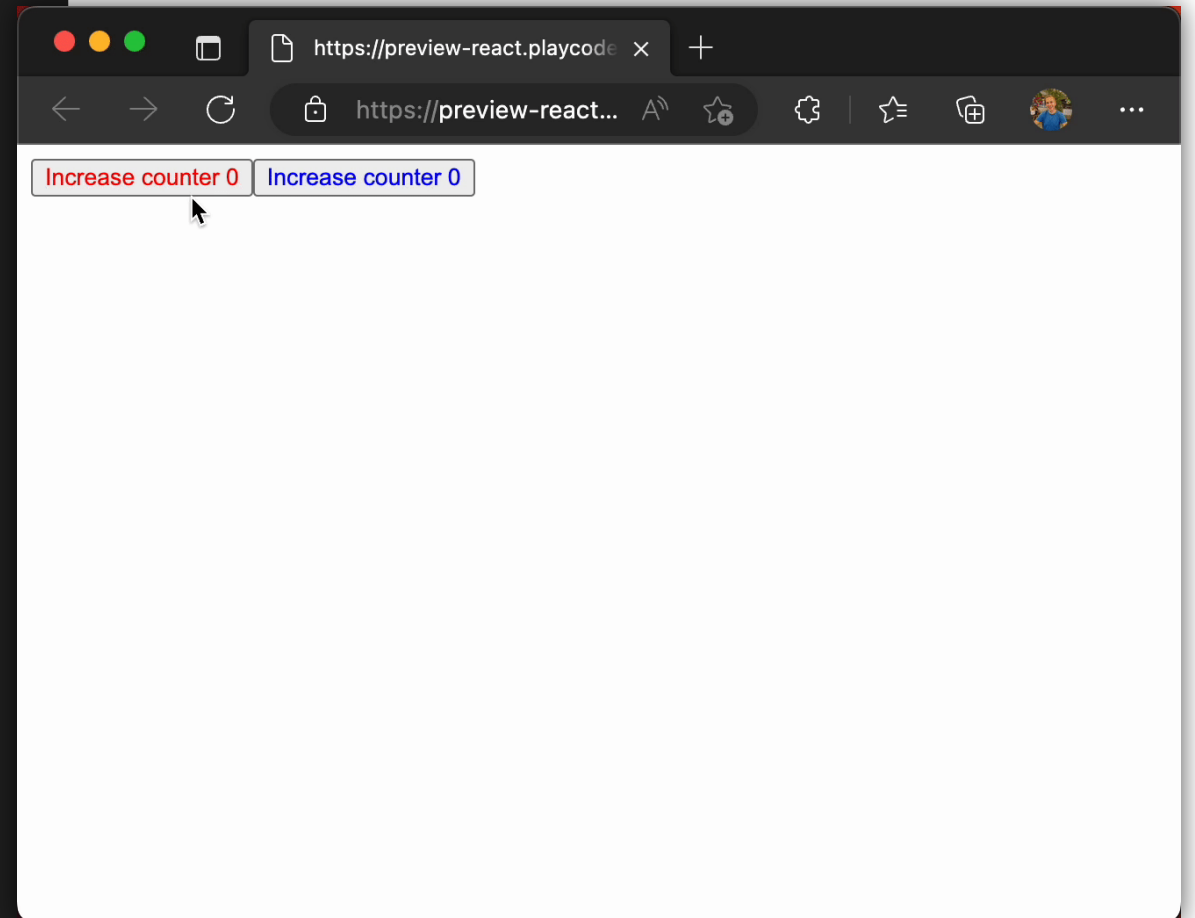 https://preview-react.playcode
https://preview-react...
Increase counter 0 Increase counter 0